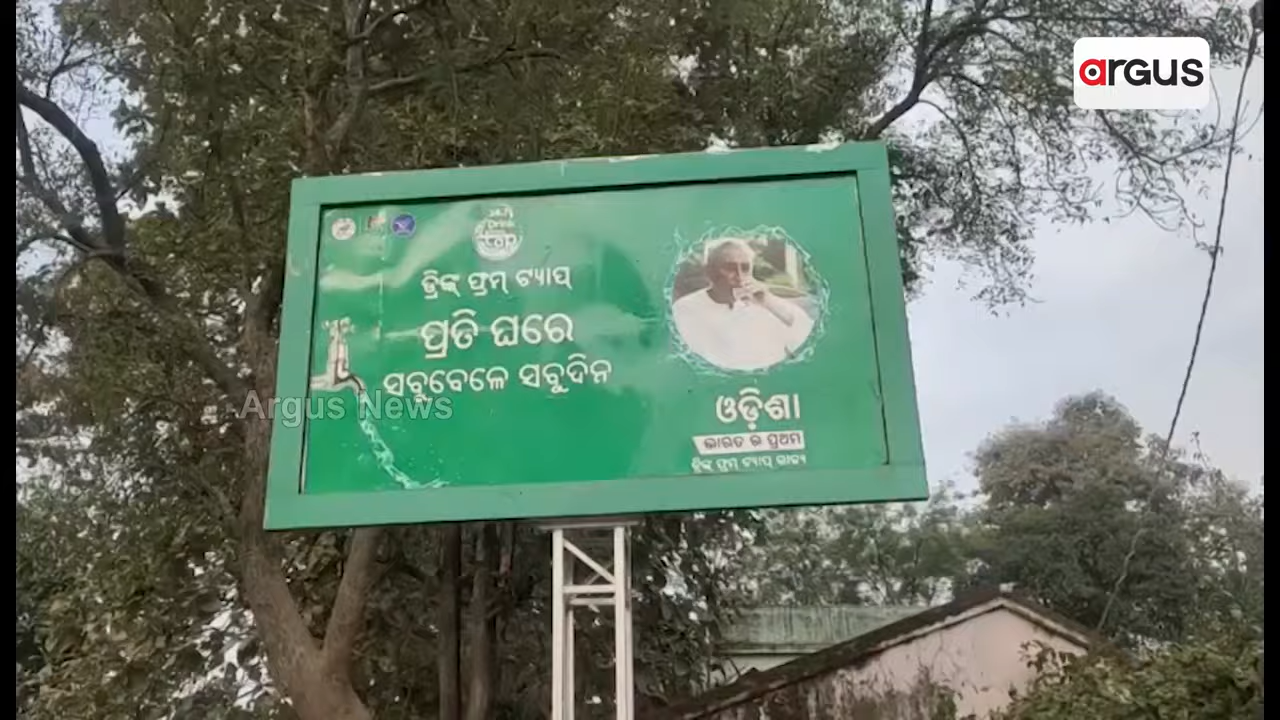 argus
ଡ୍ରିଙ୍କ୍ ଫ୍ରମ୍ ଟ୍ୟାପ୍
ପ୍ରତି ଘରେ
ସବୁବେଳେ ସବୁଦିନ
Argus News
ଓଡ଼ିଶା
ଭାରତ ର ପ୍ରଥମ
ଡ୍ରିଙ୍କ ଫ୍ରମ୍ ଟ୍ୟାପ୍ ରାଜ୍ୟ